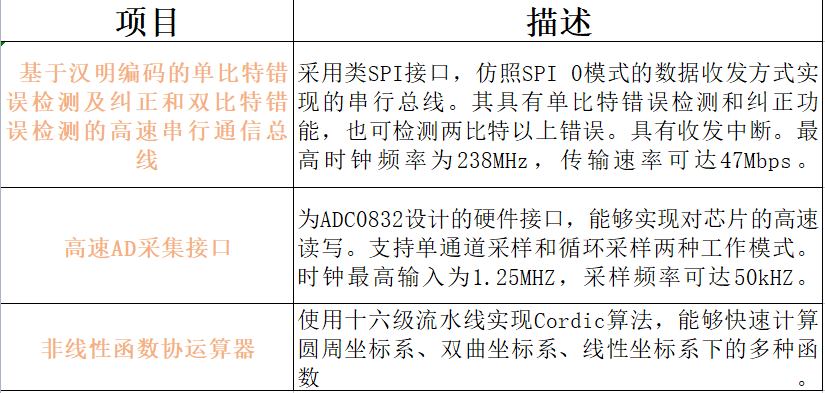 项目
描述
基于汉明编码的单比特错
误检测及纠正和双比特错
误检测的高速串行通信总
线
采用类SPI接口，仿照SPI 0模式的数据收发方式实
现的串行总线。其具有单比特错误检测和纠正功
能，也可检测两比特以上错误。具有收发中断。最
高时钟频率为238MHz，传输速率可达47Mbps。
高速AD采集接口
为ADC0832设计的硬件接口，能够实现对芯片的高速
读写。支持单通道采样和循环采样两种工作模式。
时钟最高输入为1.25MHZ，采样频率可达50kHZ。
非线性函数协运算器
使用十六级流水线实现Cordic算法，能够快速计算
圆周坐标系、双曲坐标系、线性坐标系下的多种函
数。